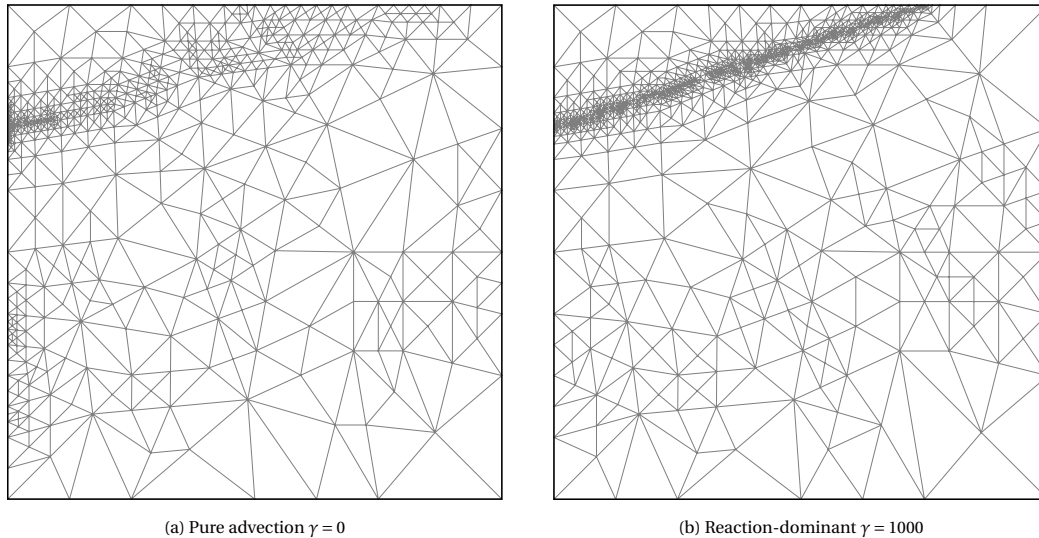 (a) Pure advection γ = 0
(b) Reaction-dominant γ = 1000